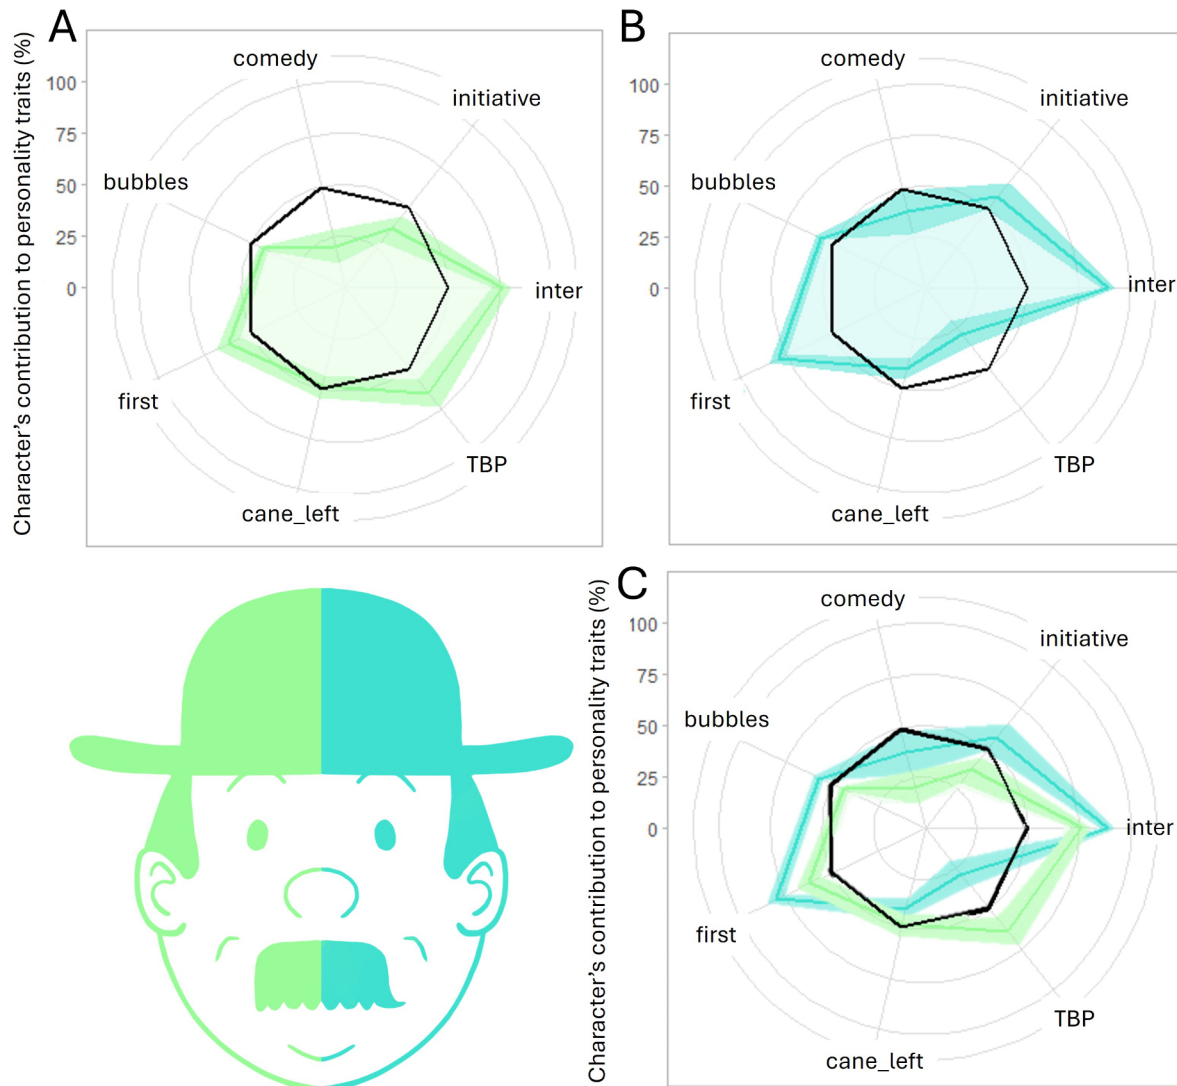 A
Character's contribution to personality traits (%)
100
75
50
25
0
comedy
initiative
bubbles
inter
first
TBP
cane_left
B
100
75
50
25
0
comedy
initiative
bubbles
inter
first
TBP
cane_left
C
Character's contribution to personality traits (%)
100
75
50
25
0
comedy
initiative
bubbles
inter
first
TBP
cane_left